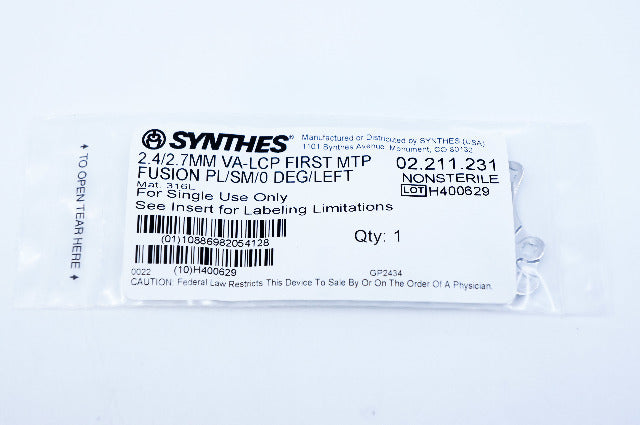 SYNTHES®
Manufactured or Distributed by SYNTHES (USA)
1101 Synthes Avenue, Monument, CO 80132
2.4/2.7MM VA-LCP FIRST MTP
FUSION PL/SM/0 DEG/LEFT
02.211.231
NONSTERILE
LOT H400629
Mat. 316L
For Single Use Only
See Insert for Labeling Limitations
(01)10886982054128
Qty: 1
(10)H400629
0022
GP2434
CAUTION: Federal Law Restricts This Device To Sale By Or On The Order Of A Physician.
TO OPEN TEAR HERE